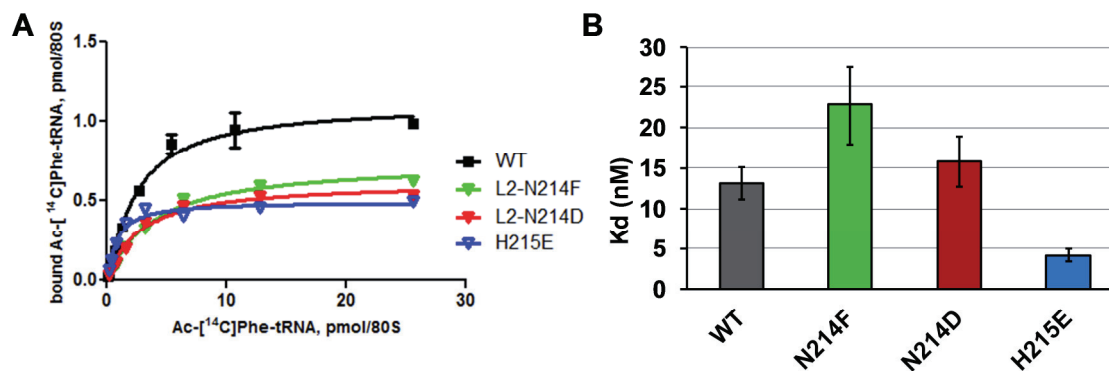 A
bound Ac-[ ¹⁴C]Phe-tRNA, pmol/80S
1.5
1.0
0.5
0.0
0
10
20
30
Ac-[¹⁴C]Phe-tRNA, pmol/80S
WT
L2-N214F
L2-N214D
H215E
B
Kd (nM)
30
25
20
15
10
5
0
WT
N214F
N214D
H215E